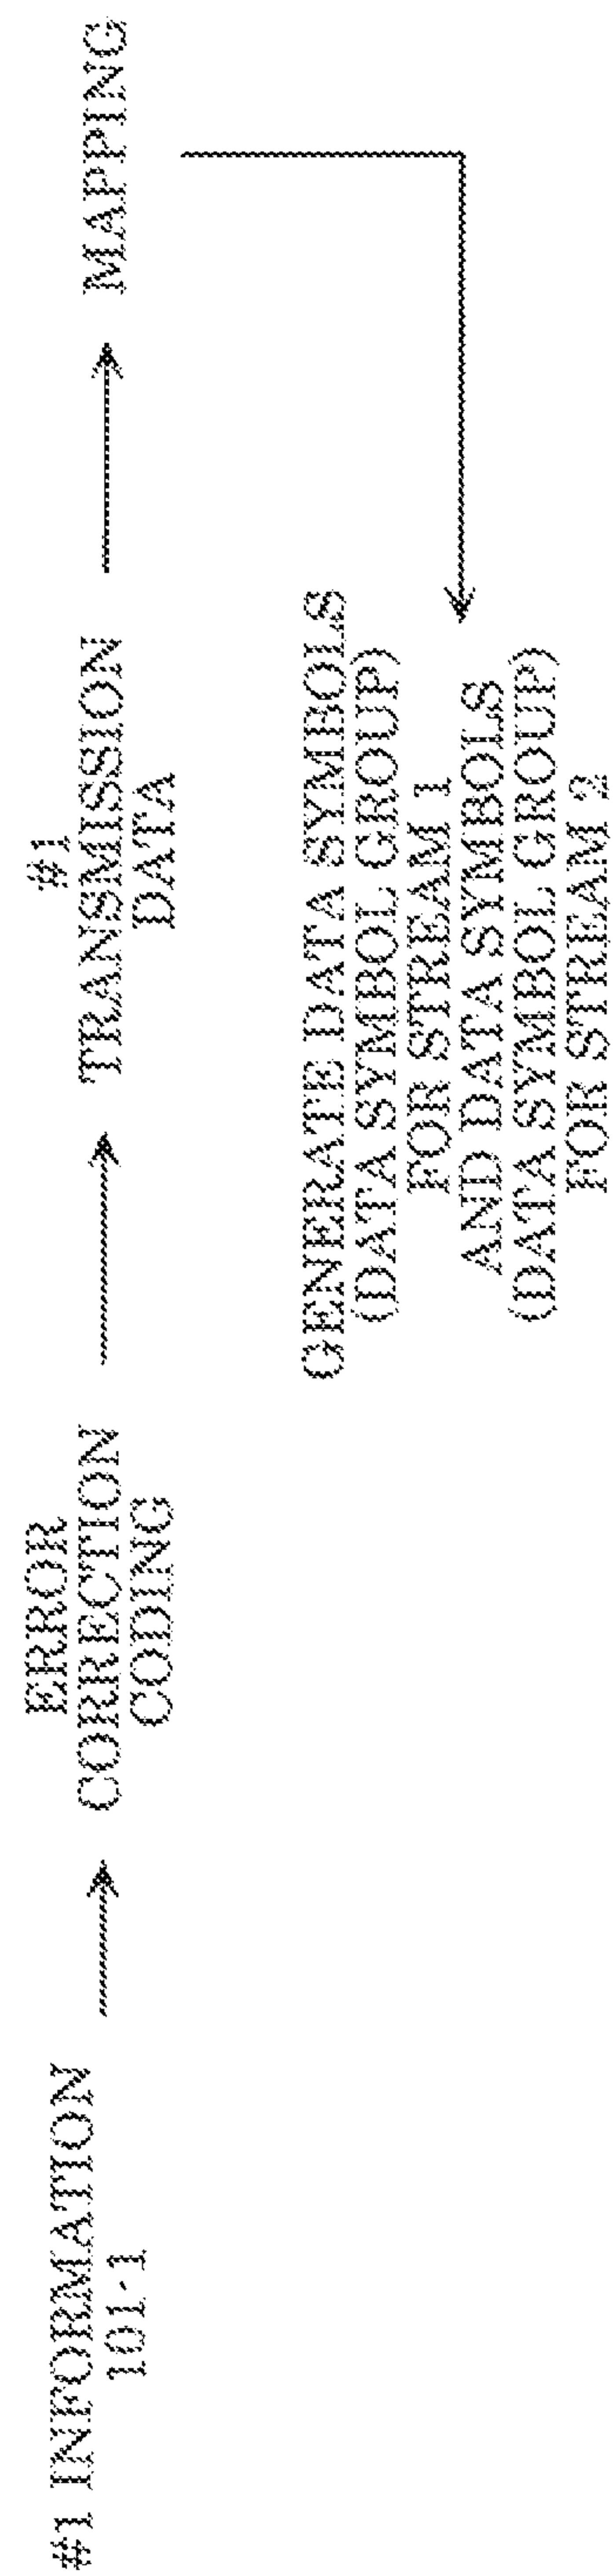 #1 INFORMATION
101-1
ERROR
CORRECTION
CODING
#1
TRANSMISSION
DATA
MAPPING
GENERATE DATA SYMBOLS
(DATA SYMBOL GROUP)
FOR STREAM 1
AND DATA SYMBOLS
(DATA SYMBOL GROUP)
FOR STREAM 2